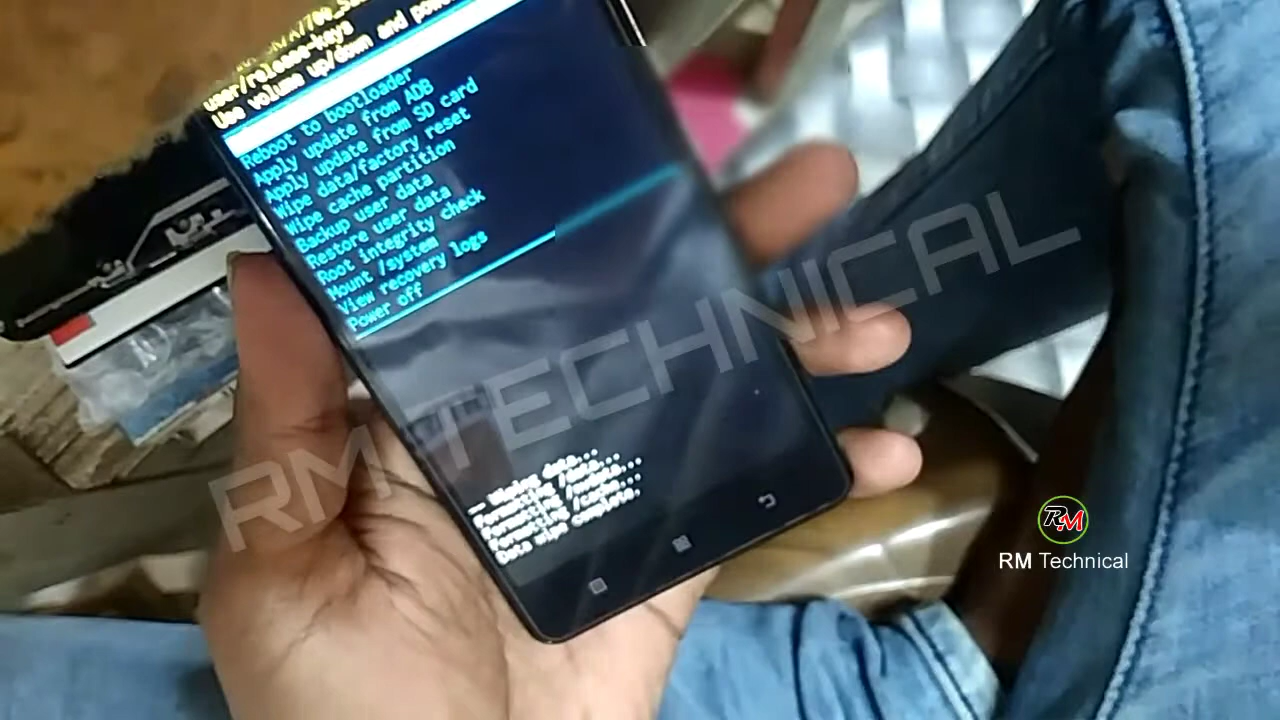 user/release-keys
Use volume up/down and power
Reboot to bootloader
Apply update from ADB
Apply update from SD card
Wipe data/factory reset
Wipe cache partition
Backup user data
Restore user data
Root integrity check
Mount /system
View recovery logs
Power off
-- Wiping data...
Formatting /data...
Formatting /cache...
Data wipe complete.
RM TECHNICAL
RM
RM Technical